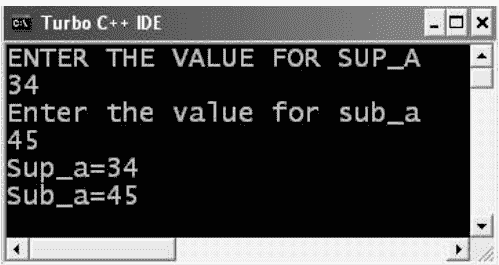 Turbo C++ IDE
ENTER THE VALUE FOR SUP_A
34
Enter the value for sub_a
45
Sup_a=34
Sub_a=45